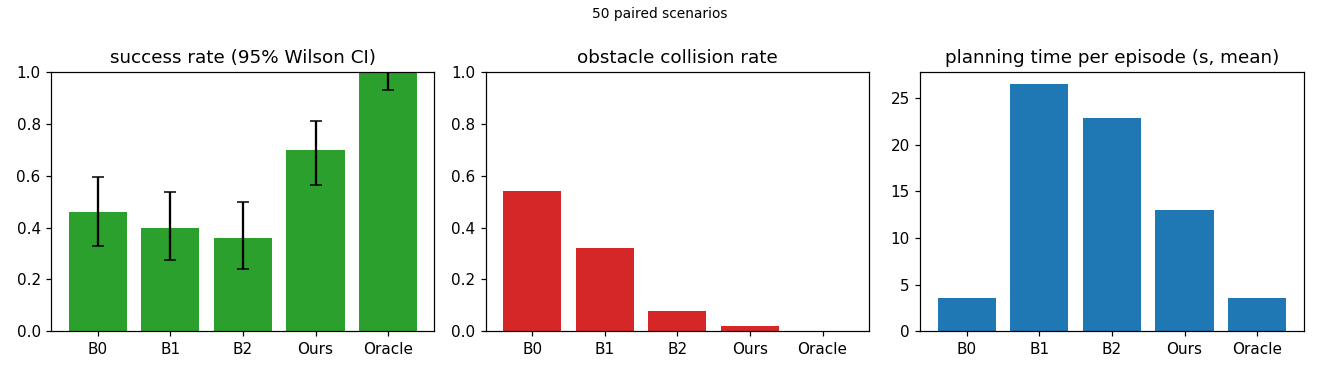 50 paired scenarios
success rate (95% Wilson CI)
1.0
0.8
0.6
0.4
0.2
0.0
B0 B1 B2 Ours Oracle
obstacle collision rate
1.0
0.8
0.6
0.4
0.2
0.0
B0 B1 B2 Ours Oracle
planning time per episode (s, mean)
25
20
15
10
5
0
B0 B1 B2 Ours Oracle